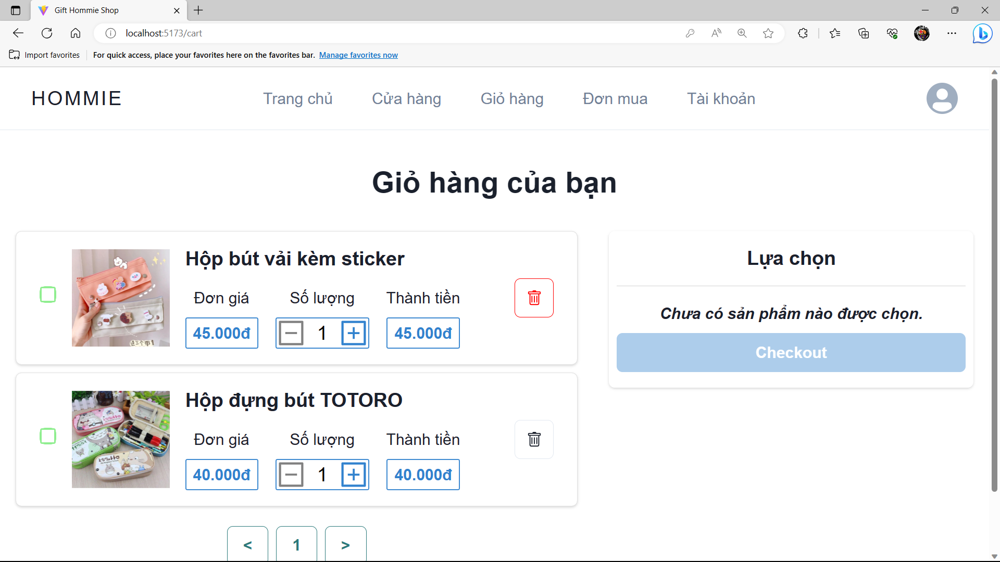 Gift Hommie Shop
localhost:5173/cart
Import favorites
For quick access, place your favorites here on the favorites bar. Manage favorites now
HOMMIE
Trang chủ
Cửa hàng
Giỏ hàng
Đơn mua
Tài khoản
Giỏ hàng của bạn
Hộp bút vải kèm sticker
Đơn giá
Số lượng
Thành tiền
45.000đ
1
45.000đ
Hộp đựng bút TOTORO
Đơn giá
Số lượng
Thành tiền
40.000đ
1
40.000đ
< 1 >
Lựa chọn
Chưa có sản phẩm nào được chọn.
Checkout